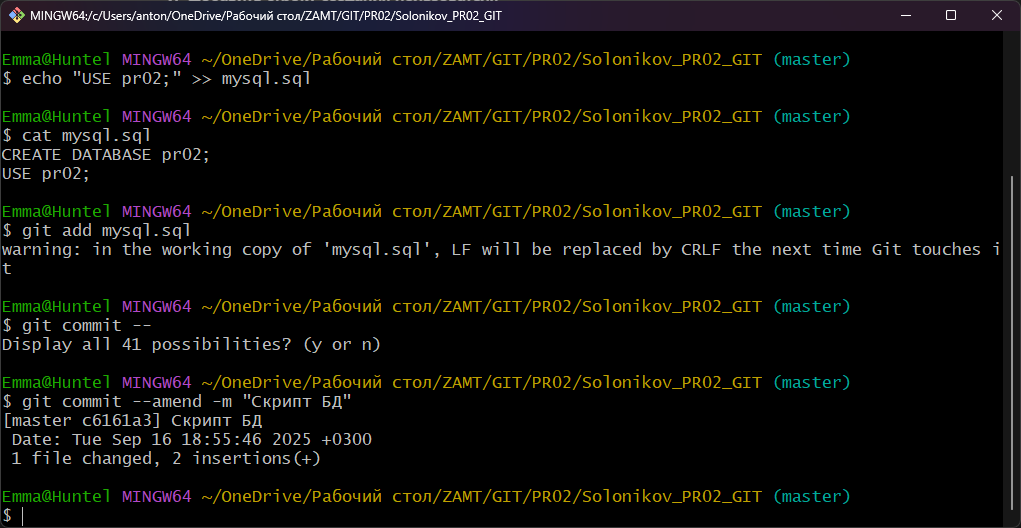 MINGW64:/c/Users/anton/OneDrive/Рабочий стол/ZAMT/GIT/PR02/Solonikov_PR02_GIT
Emma@Huntel MINGW64 ~/OneDrive/Рабочий стол/ZAMT/GIT/PR02/Solonikov_PR02_GIT (master)
$ echo "USE pr02;" >> mysql.sql
Emma@Huntel MINGW64 ~/OneDrive/Рабочий стол/ZAMT/GIT/PR02/Solonikov_PR02_GIT (master)
$ cat mysql.sql
CREATE DATABASE pr02;
USE pr02;
Emma@Huntel MINGW64 ~/OneDrive/Рабочий стол/ZAMT/GIT/PR02/Solonikov_PR02_GIT (master)
$ git add mysql.sql
warning: in the working copy of 'mysql.sql', LF will be replaced by CRLF the next time Git touches i
t
Emma@Huntel MINGW64 ~/OneDrive/Рабочий стол/ZAMT/GIT/PR02/Solonikov_PR02_GIT (master)
$ git commit --
Display all 41 possibilities? (y or n)
Emma@Huntel MINGW64 ~/OneDrive/Рабочий стол/ZAMT/GIT/PR02/Solonikov_PR02_GIT (master)
$ git commit --amend -m "Скрипт БД"
[master c6161a3] Скрипт БД
 Date: Tue Sep 16 18:55:46 2025 +0300
 1 file changed, 2 insertions(+)
Emma@Huntel MINGW64 ~/OneDrive/Рабочий стол/ZAMT/GIT/PR02/Solonikov_PR02_GIT (master)
$